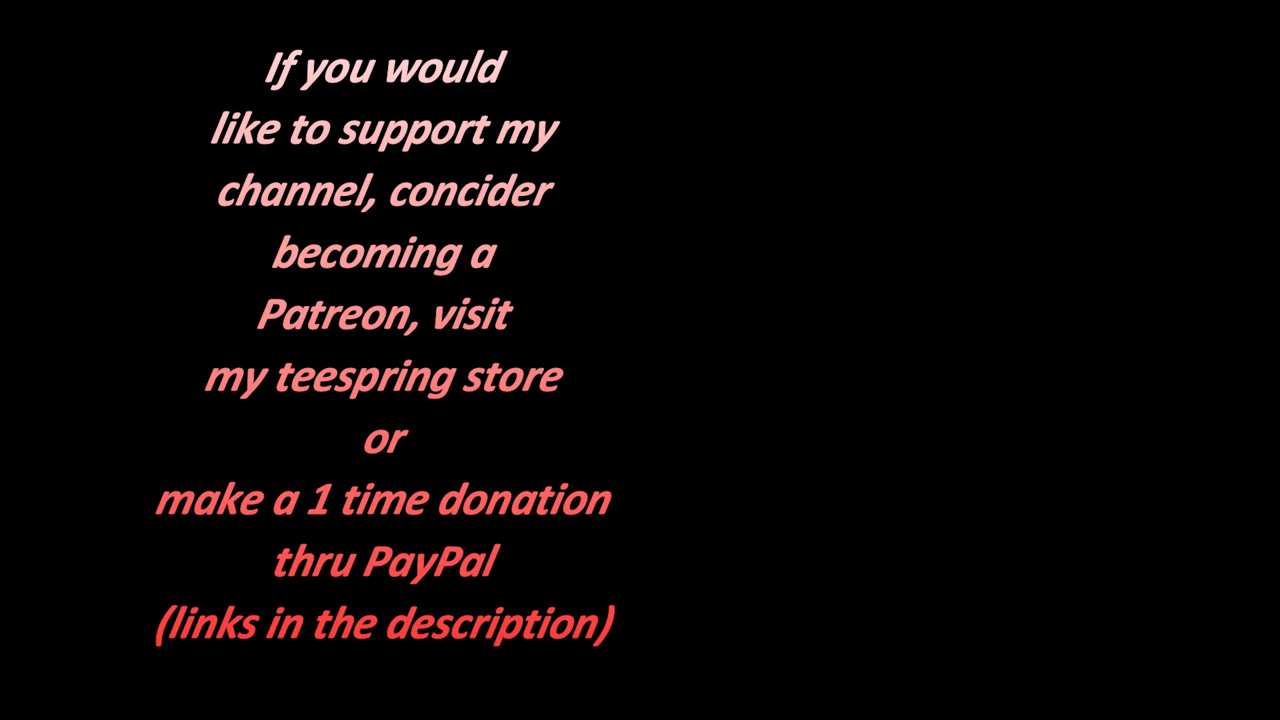 If you would
like to support my
channel, concider
becoming a
Patreon, visit
my teespring store
or
make a 1 time donation
thru PayPal
(links in the description)